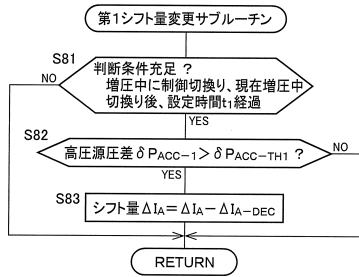 第1シフト量変更サブルーチン
S81
判断条件充足 ?
NO
増圧中に制御切換り、現在増圧中
切換り後、設定時間t1経過
YES
S82
高圧源圧差δPACC-1>δPACC-TH1 ?
NO
YES
S83
シフト量ΔIA=ΔIA-ΔIA-DEC
RETURN